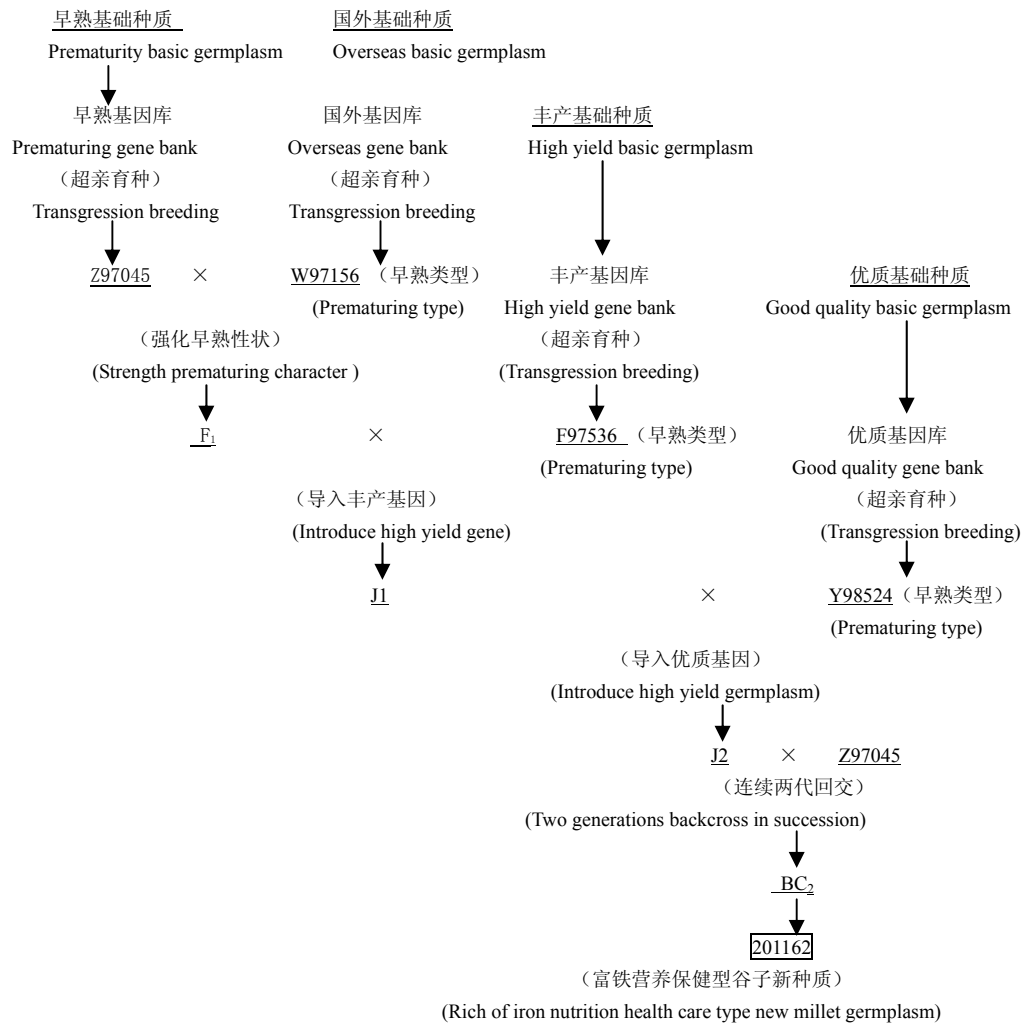 早熟基础种质 国外基础种质
Prematurity basic germplasm Overseas basic germplasm
早熟基因库 国外基因库 丰产基础种质
Prematuring gene bank Overseas gene bank High yield basic germplasm
（超亲育种） （超亲育种）
Transgression breeding Transgression breeding
Z97045 × W97156 （早熟类型） 丰产基因库 优质基础种质
(Prematuring type) High yield gene bank Good quality basic germplasm
（强化早熟性状） （超亲育种）
(Strength prematuring character ) (Transgression breeding)
F1 × F97536 （早熟类型） 优质基因库
(Prematuring type) Good quality gene bank
（导入丰产基因） （超亲育种）
(Introduce high yield gene) (Transgression breeding)
J1 × Y98524（早熟类型）
(Prematuring type)
（导入优质基因）
(Introduce high yield germplasm)
J2 × Z97045
（连续两代回交）
(Two generations backcross in succession)
BC2
201162
（富铁营养保健型谷子新种质）
(Rich of iron nutrition health care type new millet germplasm)